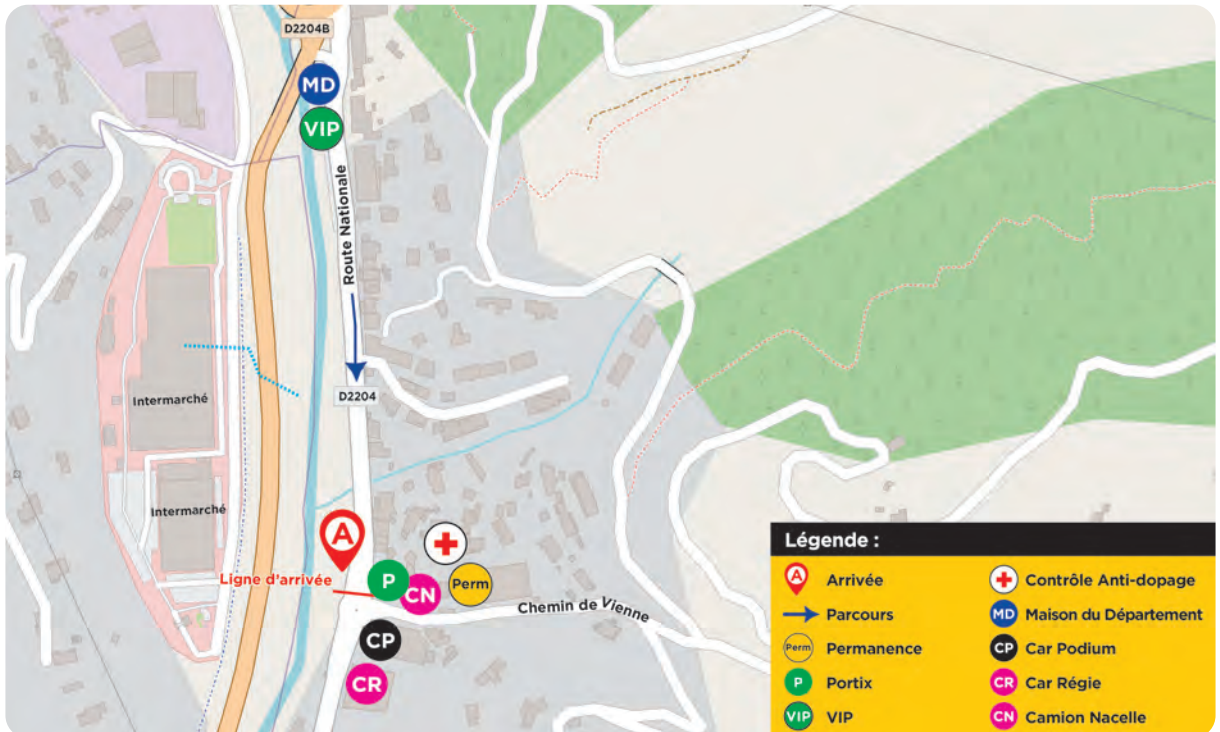 D2204B
MD
VIP
Route Nationale
D2204
Intermarché
Intermarché
A
Ligne d'arrivée
P
CN
Perm
Chemin de Vienne
CP
CR
Légende :
A Arrivée
Parcours
Perm Permanence
P Portix
VIP VIP
Contrôle Anti-dopage
MD Maison du Département
CP Car Podium
CR Car Régie
CN Camion Nacelle